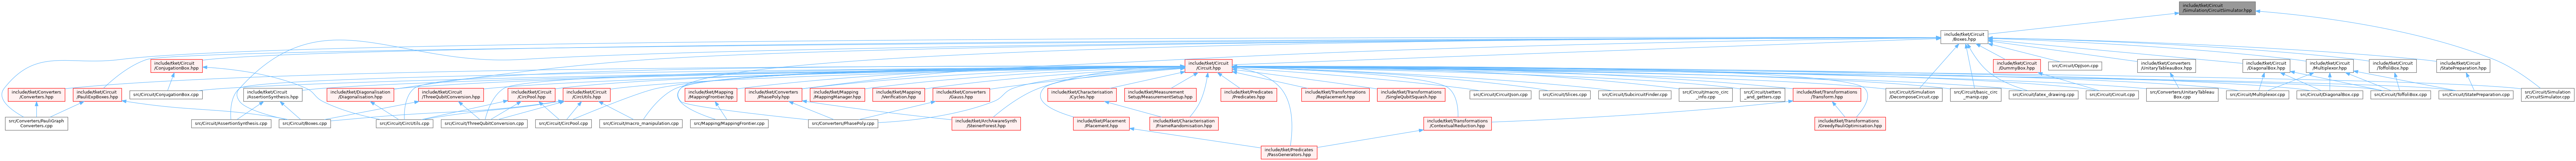 include/tket/Circuit
/Simulation/CircuitSimulator.hpp
include/tket/Circuit
/Boxes.hpp
include/tket/Circuit
/ConjugationBox.hpp
include/tket/Circuit
/Circuit.hpp
include/tket/Circuit
/DummyBox.hpp
src/Circuit/OpJson.cpp
include/tket/Converters
/UnitaryTableauBox.hpp
include/tket/Circuit
/DiagonalBox.hpp
include/tket/Circuit
/Multiplexor.hpp
include/tket/Circuit
/ToffoliBox.hpp
include/tket/Circuit
/StatePreparation.hpp
include/tket/Converters
/Converters.hpp
include/tket/Circuit
/PauliExpBoxes.hpp
src/Circuit/ConjugationBox.cpp
include/tket/Circuit
/AssertionSynthesis.hpp
include/tket/Diagonalisation
/Diagonalisation.hpp
include/tket/Circuit
/ThreeQubitConversion.hpp
include/tket/Circuit
/CircPool.hpp
include/tket/Circuit
/CircUtils.hpp
include/tket/Mapping
/MappingFrontier.hpp
include/tket/Converters
/PhasePoly.hpp
include/tket/Mapping
/MappingManager.hpp
include/tket/Mapping
/Verification.hpp
include/tket/Converters
/Gauss.hpp
include/tket/Characterisation
/Cycles.hpp
include/tket/Measurement
Setup/MeasurementSetup.hpp
include/tket/Predicates
/Predicates.hpp
include/tket/Transformations
/Replacement.hpp
include/tket/Transformations
/SingleQubitSquash.hpp
src/Circuit/CircuitJson.cpp
src/Circuit/Slices.cpp
src/Circuit/SubcircuitFinder.cpp
src/Circuit/macro_circ
_info.cpp
src/Circuit/setters
_and_getters.cpp
include/tket/Transformations
/Transform.hpp
src/Circuit/Simulation
/DecomposeCircuit.cpp
src/Circuit/basic_circ
_manip.cpp
src/Circuit/latex_drawing.cpp
src/Circuit/Circuit.cpp
src/Converters/UnitaryTableau
Box.cpp
src/Circuit/Multiplexor.cpp
src/Circuit/DiagonalBox.cpp
src/Circuit/ToffoliBox.cpp
src/Circuit/StatePreparation.cpp
src/Circuit/Simulation
/CircuitSimulator.cpp
src/Converters/PauliGraph
Converters.cpp
src/Circuit/AssertionSynthesis.cpp
src/Circuit/Boxes.cpp
src/Circuit/CircUtils.cpp
src/Circuit/ThreeQubitConversion.cpp
src/Circuit/CircPool.cpp
src/Circuit/macro_manipulation.cpp
src/Mapping/MappingFrontier.cpp
src/Converters/PhasePoly.cpp
include/tket/ArchAwareSynth
/SteinerForest.hpp
include/tket/Placement
/Placement.hpp
include/tket/Characterisation
/FrameRandomisation.hpp
include/tket/Transformations
/ContextualReduction.hpp
include/tket/Transformations
/GreedyPauliOptimisation.hpp
include/tket/Predicates
/PassGenerators.hpp